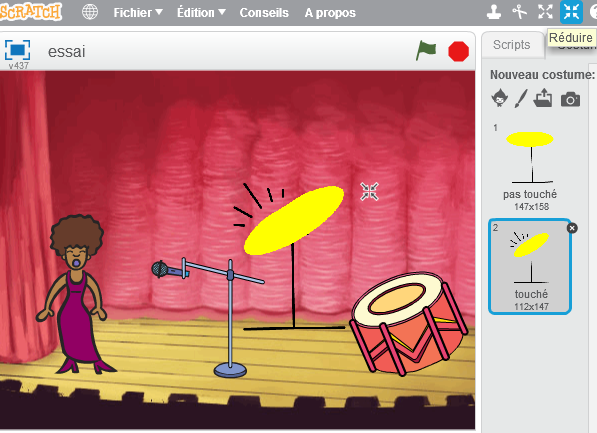 SCRATCH
Fichier Édition Conseils A propos
Réduire
essai
v437
Scripts
Nouveau costume:
1
pas touché
147x158
2
touché
112x147